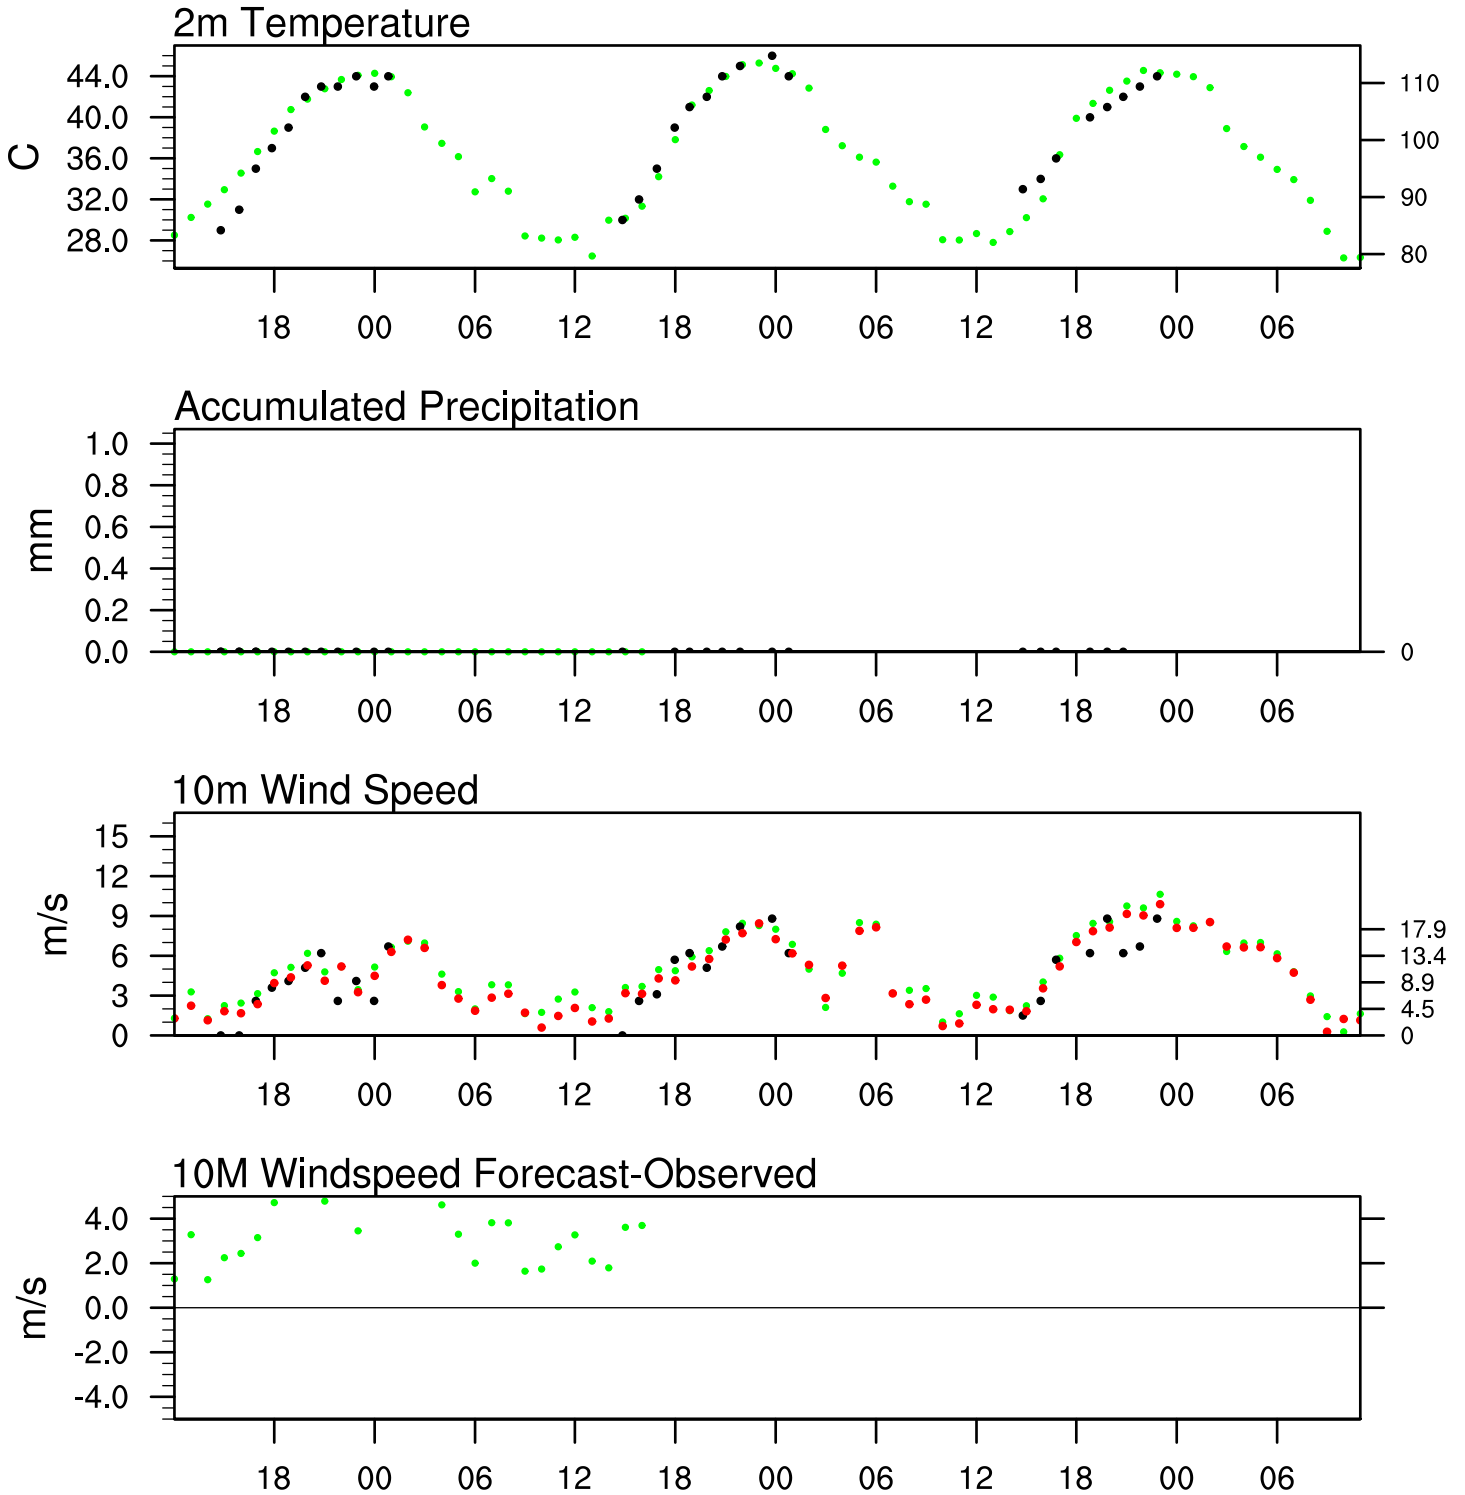 2m Temperature
44.0
40.0
36.0
32.0
28.0
C
110
100
90
80
18 00 06 12 18 00 06 12 18 00 06
Accumulated Precipitation
1.0
0.8
0.6
0.4
0.2
0.0
mm
0
18 00 06 12 18 00 06 12 18 00 06
10m Wind Speed
15
12
9
6
3
0
m/s
17.9
13.4
8.9
4.5
0
18 00 06 12 18 00 06 12 18 00 06
10M Windspeed Forecast-Observed
4.0
2.0
0.0
-2.0
-4.0
m/s
18 00 06 12 18 00 06 12 18 00 06